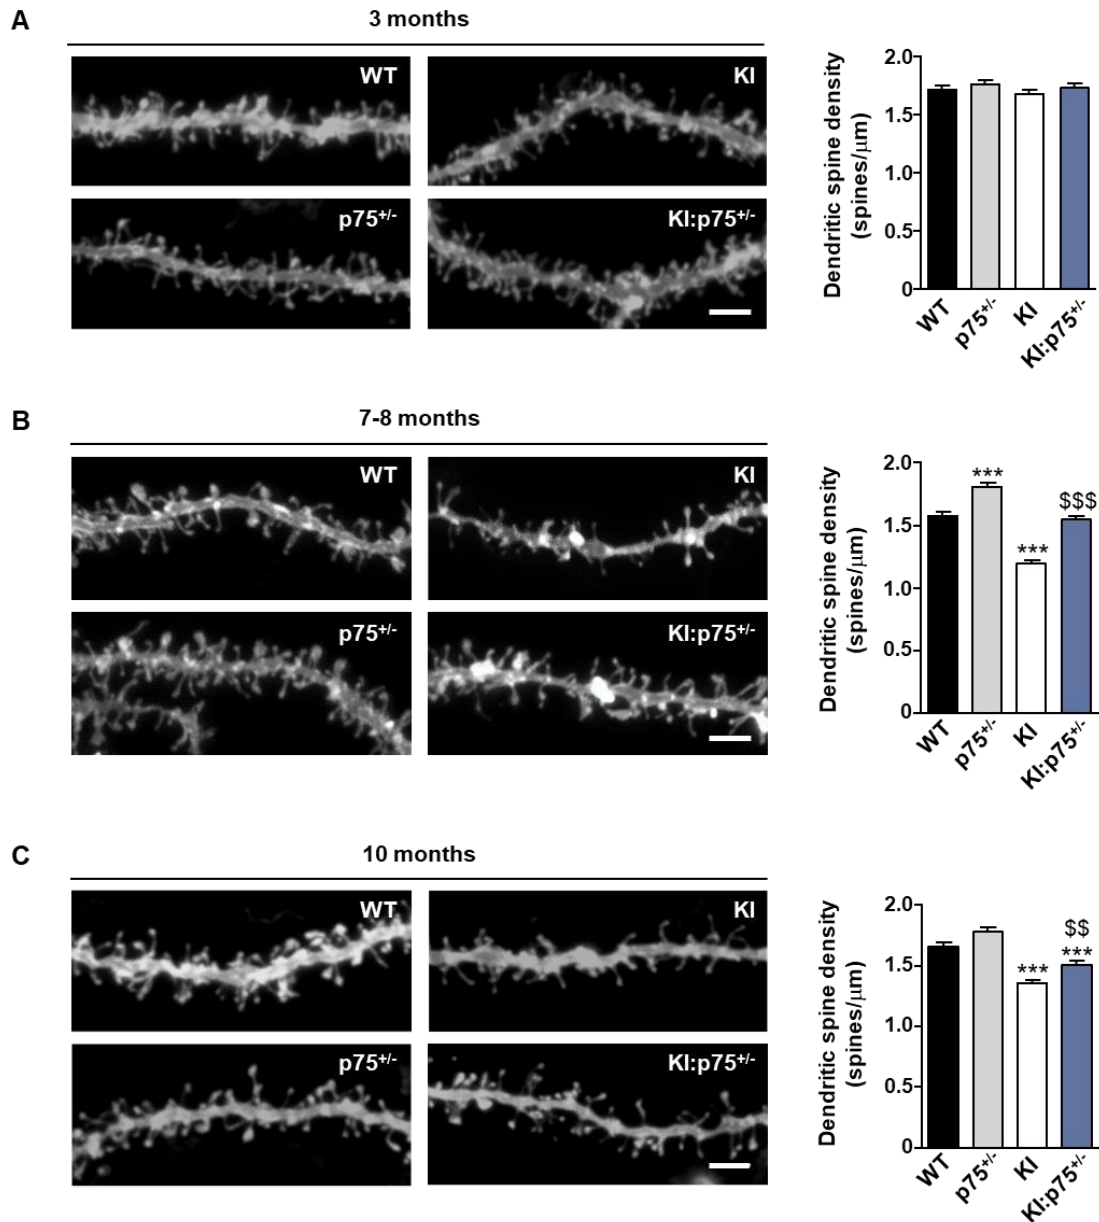 A
3 months
WT
KI
p75+/-
KI:p75+/-
Dendritic spine density
(spines/μm)
2.0
1.5
1.0
0.5
0
WT
p75+/-
KI
KI:p75+/-
B
7-8 months
WT
KI
p75+/-
KI:p75+/-
Dendritic spine density
(spines/μm)
2.0
1.5
1.0
0.5
0
***
***
$$$
WT
p75+/-
KI
KI:p75+/-
C
10 months
WT
KI
p75+/-
KI:p75+/-
Dendritic spine density
(spines/μm)
2.0
1.5
1.0
0.5
0
***
$$
***
WT
p75+/-
KI
KI:p75+/-